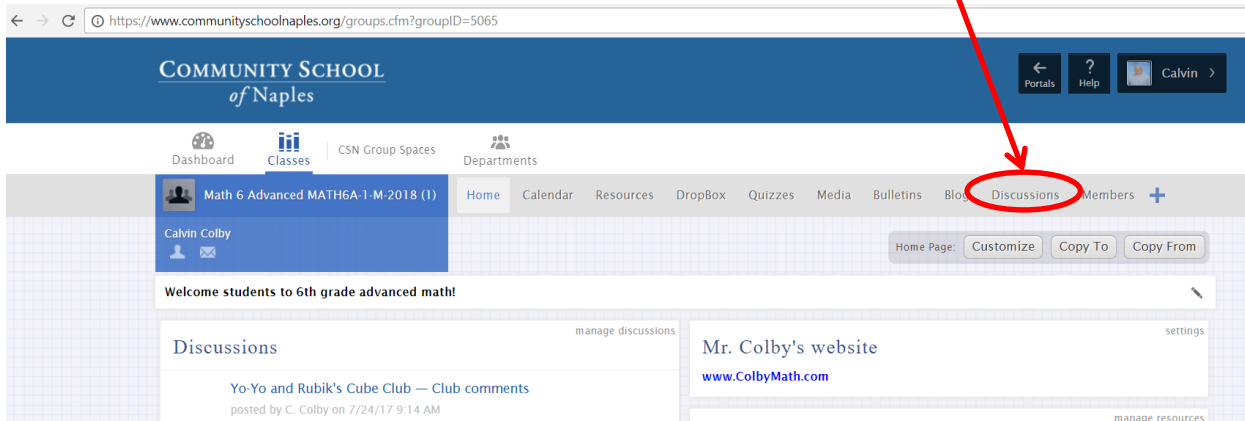 https://www.communityschoolnaples.org/groups.cfm?groupID=5065
COMMUNITY SCHOOL
of Naples
Portals
?
Help
Calvin >
Dashboard
Classes
CSN Group Spaces
Departments
Math 6 Advanced MATH6A-1-M-2018 (1)
Home Calendar Resources DropBox Quizzes Media Bulletins Blog Discussions Members +
Calvin Colby
Home Page: Customize Copy To Copy From
Welcome students to 6th grade advanced math!
manage discussions
Discussions
Yo-Yo and Rubik's Cube Club — Club comments
posted by C. Colby on 7/24/17 9:14 AM
settings
Mr. Colby's website
www.ColbyMath.com
manage resources